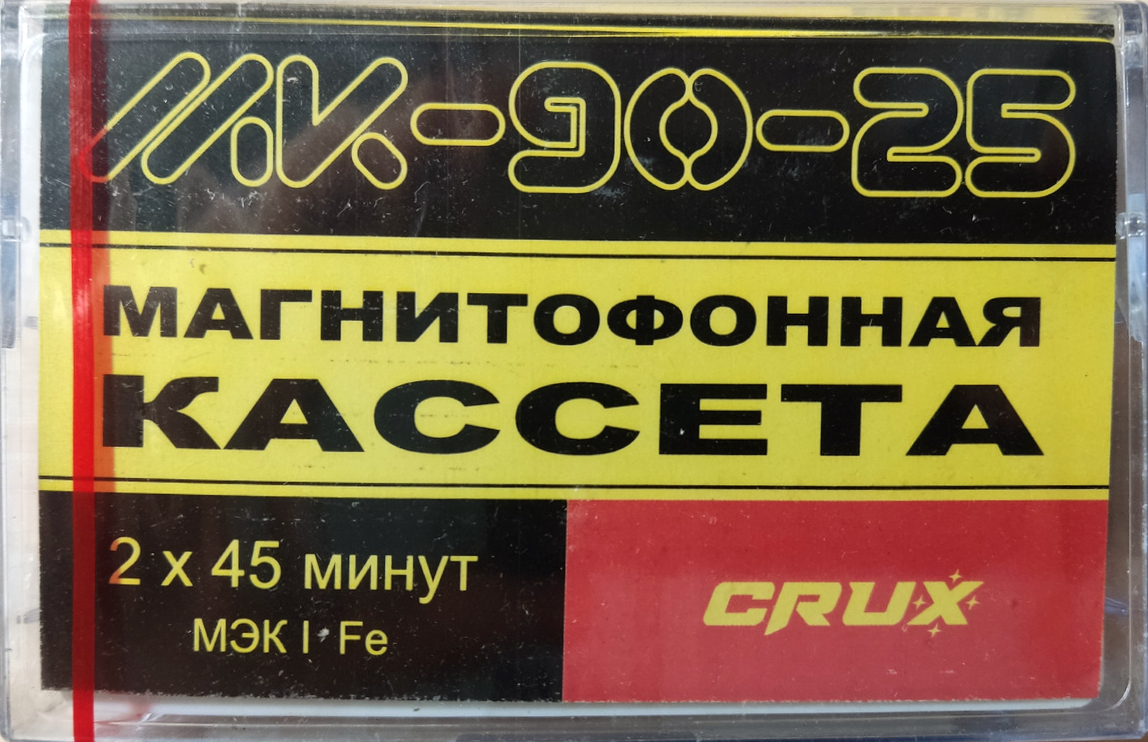 МК-90-25
МАГНИТОФОННАЯ
КАССЕТА
2 x 45 минут
МЭК I Fe
CRUX